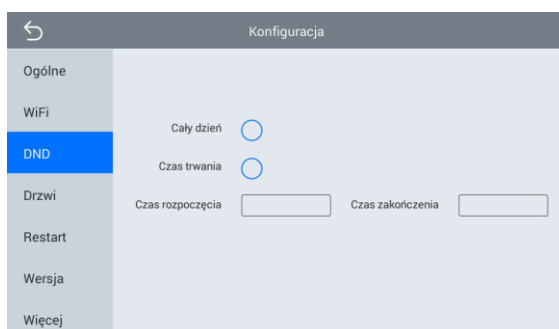 Konfiguracja
Ogólne
WiFi
DND
Drzwi
Restart
Wersja
Więcej
Cały dzień
Czas trwania
Czas rozpoczęcia
Czas zakończenia